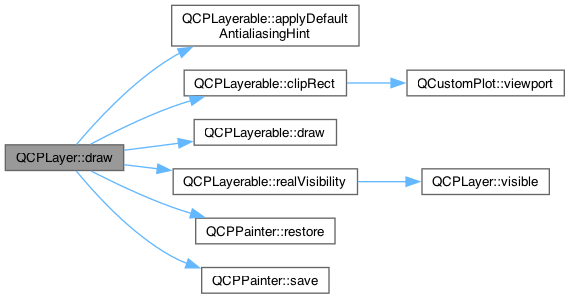 QCPLayerable::applyDefault
AntialiasingHint
QCPLayerable::clipRect
QCustomPlot::viewport
QCPLayerable::draw
QCPLayer::draw
QCPLayerable::realVisibility
QCPLayer::visible
QCPPainter::restore
QCPPainter::save